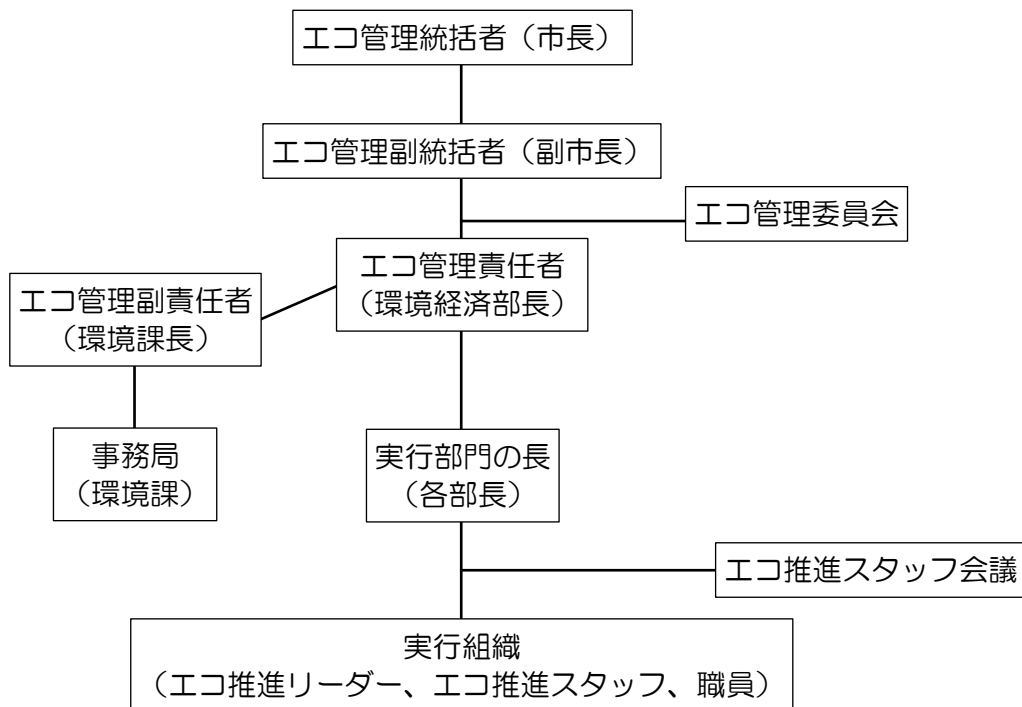 エコ管理統括者（市長）
エコ管理副統括者（副市長）
エコ管理委員会
エコ管理責任者
（環境経済部長）
エコ管理副責任者
（環境課長）
事務局
（環境課）
実行部門の長
（各部長）
エコ推進スタッフ会議
実行組織
（エコ推進リーダー、エコ推進スタッフ、職員）